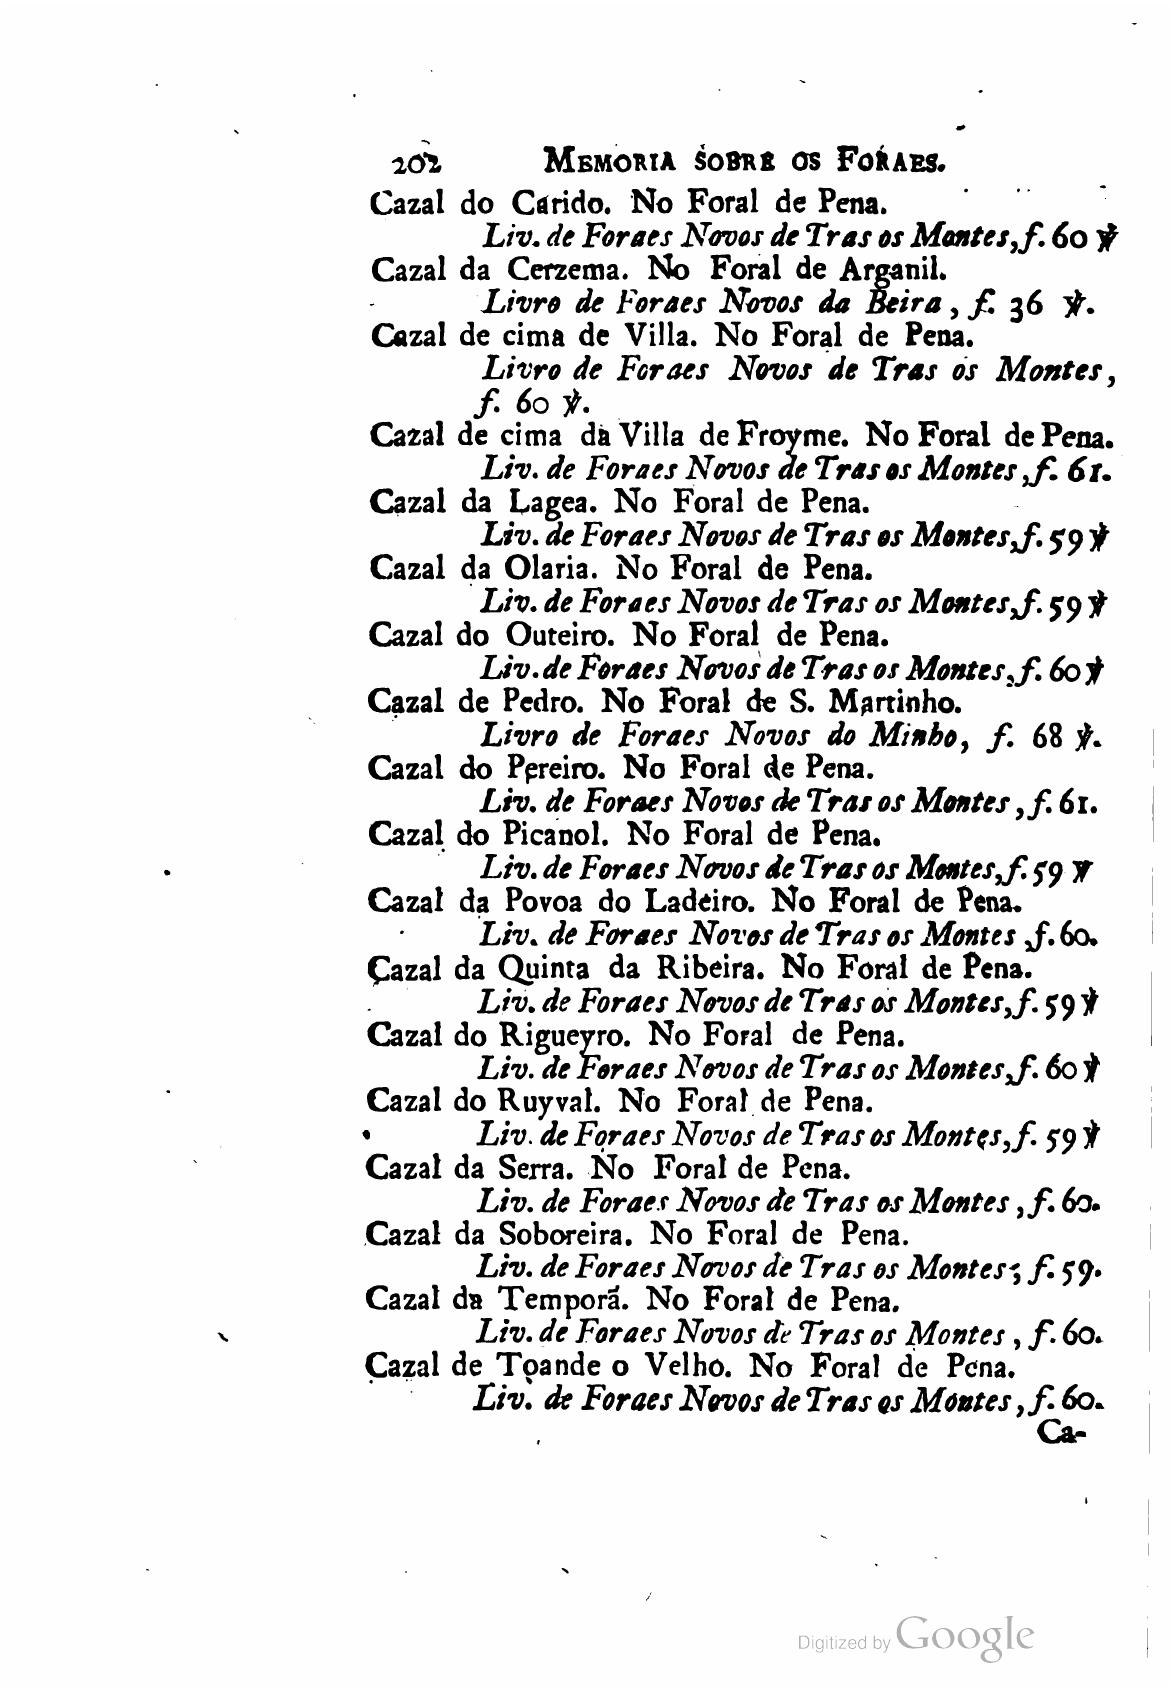 202 MEMORIA SOBRE OS FORAES.
Cazal do Carido. No Foral de Pena.
Liv. de Foraes Novos de Tras os Montes, f. 60 ℣
Cazal da Cerzema. No Foral de Arganil.
Livro de Foraes Novos da Beira, f. 36 ℣.
Cazal de cima de Villa. No Foral de Pena.
Livro de Foraes Novos de Tras os Montes,
f. 60 ℣.
Cazal de cima da Villa de Froyme. No Foral de Pena.
Liv. de Foraes Novos de Tras os Montes, f. 61.
Cazal da Lagea. No Foral de Pena.
Liv. de Foraes Novos de Tras os Montes, f. 59 ℣
Cazal da Olaria. No Foral de Pena.
Liv. de Foraes Novos de Tras os Montes, f. 59 ℣
Cazal do Outeiro. No Foral de Pena.
Liv. de Foraes Novos de Tras os Montes, f. 60 ℣
Cazal de Pedro. No Foral de S. Martinho.
Livro de Foraes Novos do Minho, f. 68 ℣.
Cazal do Pereiro. No Foral de Pena.
Liv. de Foraes Novos de Tras os Montes, f. 61.
Cazal do Picanol. No Foral de Pena.
Liv. de Foraes Novos de Tras os Montes, f. 59 ℣
Cazal da Povoa do Ladeiro. No Foral de Pena.
Liv. de Foraes Novos de Tras os Montes, f. 60.
Cazal da Quinta da Ribeira. No Foral de Pena.
Liv. de Foraes Novos de Tras os Montes, f. 59 ℣
Cazal do Rigueyro. No Foral de Pena.
Liv. de Foraes Novos de Tras os Montes, f. 60 ℣
Cazal do Ruyval. No Foral de Pena.
Liv. de Foraes Novos de Tras os Montes, f. 59 ℣
Cazal da Serra. No Foral de Pena.
Liv. de Foraes Novos de Tras os Montes, f. 60.
Cazal da Soboreira. No Foral de Pena.
Liv. de Foraes Novos de Tras os Montes, f. 59.
Cazal da Temporã. No Foral de Pena.
Liv. de Foraes Novos de Tras os Montes, f. 60.
Cazal de Toande o Velho. No Foral de Pena.
Liv. de Foraes Novos de Tras os Montes, f. 60.
Ca-
Digitized by Google